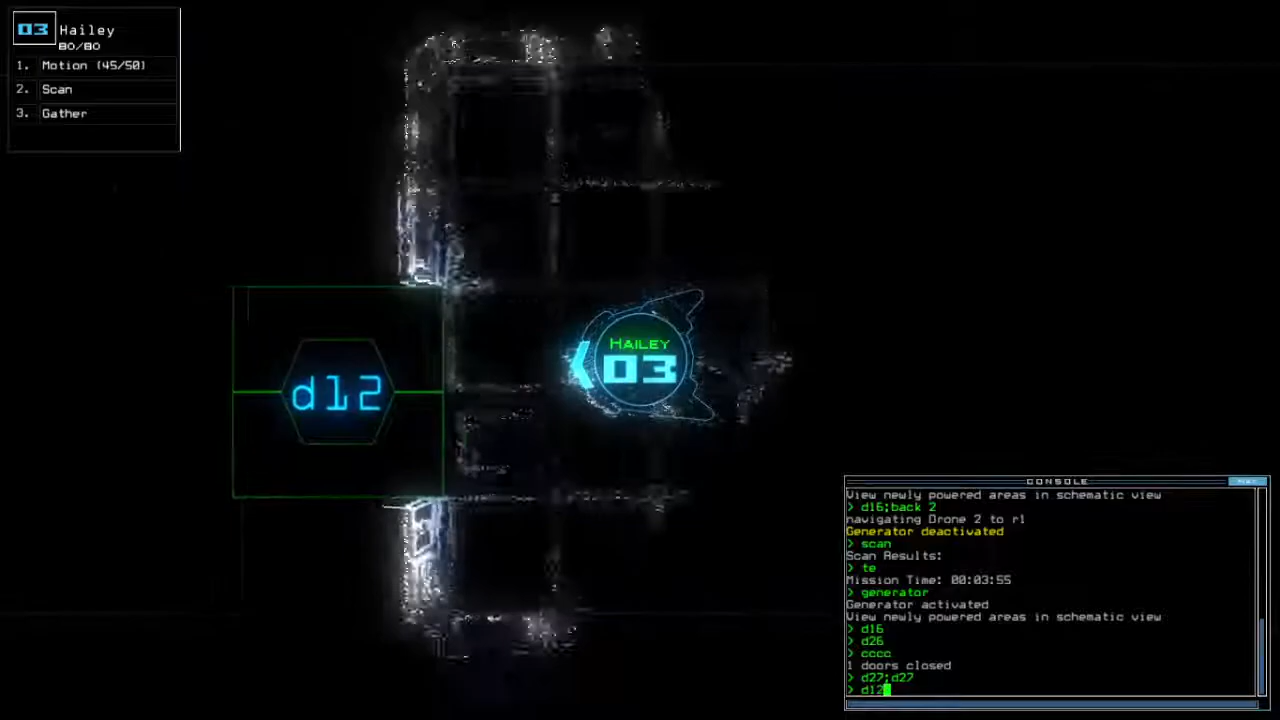 03 Hailey
80/80
1. Motion (45/50)
2. Scan
3. Gather
d12
Hailey
03
CONSOLE
View newly powered areas in schematic view
> d16;back 2
navigating Drone 2 to r1
Generator deactivated
> scan
Scan Results:
> te
Mission Time: 00:03:55
> generator
Generator activated
View newly powered areas in schematic view
> d16
> d26
> cccc
1 doors closed
> d27;d27
> d12